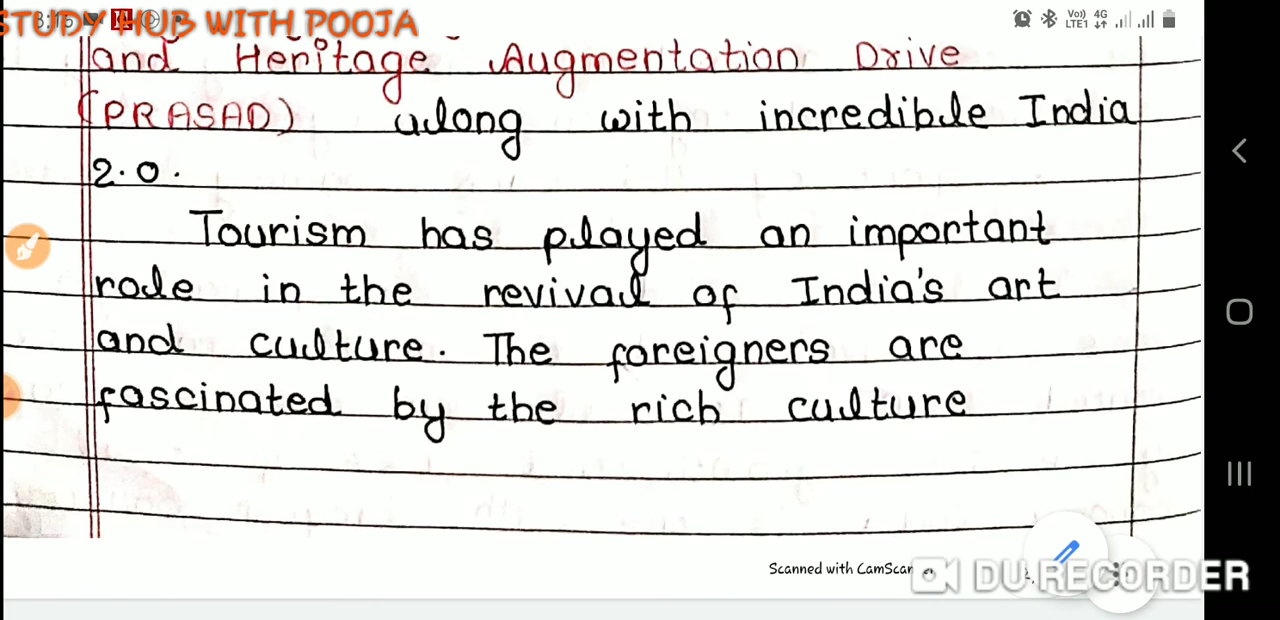 STUDY HUB WITH POOJA
and Heritage Augmentation Drive
(PRASAD) along with incredible India
2.0.
Tourism has played an important
role in the revival of India's art
and culture. The foreigners are
fascinated by the rich culture
Scanned with CamScan
DU RECORDER